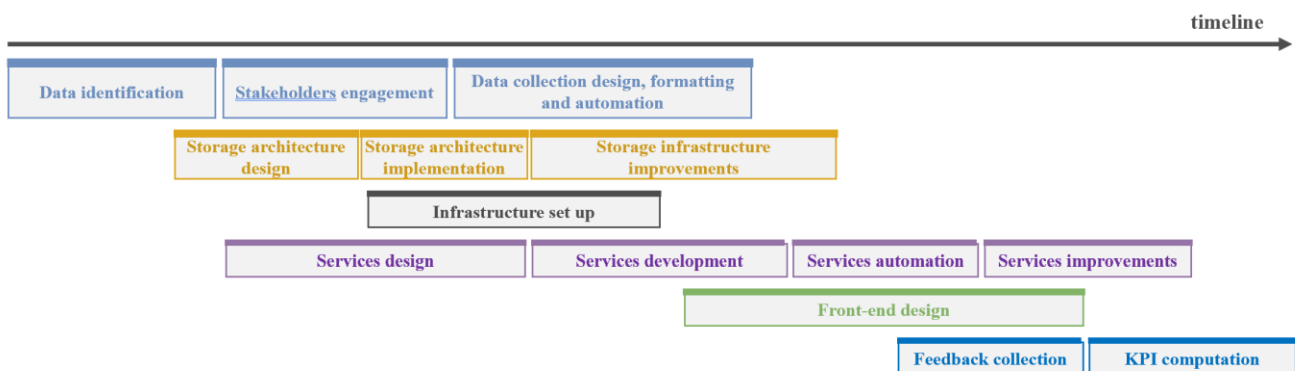 timeline
Data identification
Stakeholders engagement
Data collection design, formatting
and automation
Storage architecture
design
Storage architecture
implementation
Storage infrastructure
improvements
Infrastructure set up
Services design
Services development
Services automation
Services improvements
Front-end design
Feedback collection
KPI computation